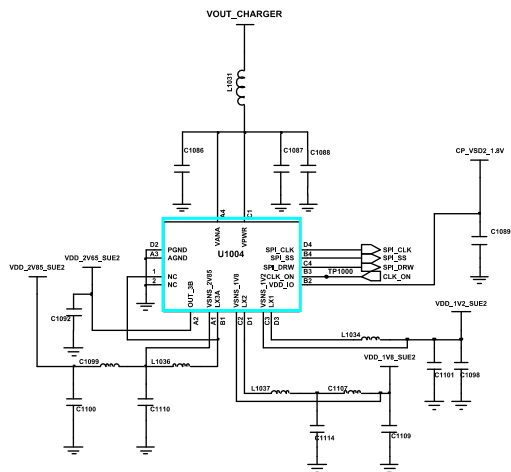 VOUT_CHARGER
L1031
C1086
C1087
C1088
CP_VSD2_1.8V
C1089
A4
C1
VANA
VPWR
U1004
D2
PGND
A3
AGND
1
NC
2
NC
SPI_CLK
D4
SPI_CLK
SPI_SS
B4
SPI_SS
SPI_DRW
C4
SPI_DRW
CLK_ON
B3
TP1000
CLK_ON
VDD_IO
B2
OUT_3B
VSNS_2V85
LX3A
VSNS_1V8
LX2
VSNS_1V2
LX1
A2
A1
B1
C2
D1
C3
D3
VDD_2V65_SUE2
VDD_2V85_SUE2
C1092
VDD_1V2_SUE2
L1034
VDD_1V8_SUE2
C1099
L1036
C1101
C1098
L1037
C1107
C1100
C1110
C1114
C1109